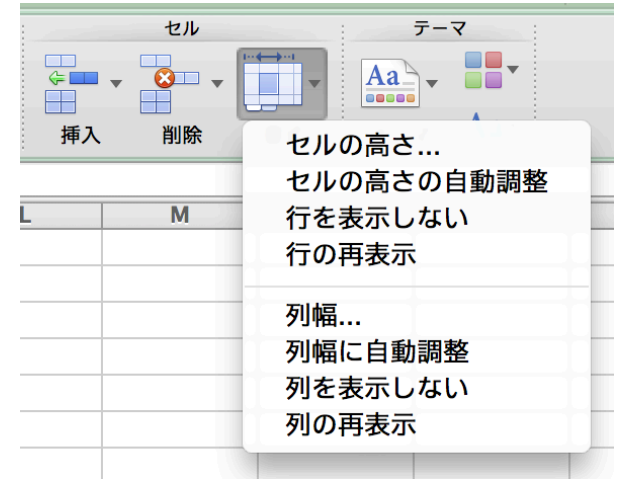 セル
テーマ
Aa
挿入
削除
セルの高さ...
セルの高さの自動調整
行を表示しない
行の再表示
列幅...
列幅に自動調整
列を表示しない
列の再表示
L
M